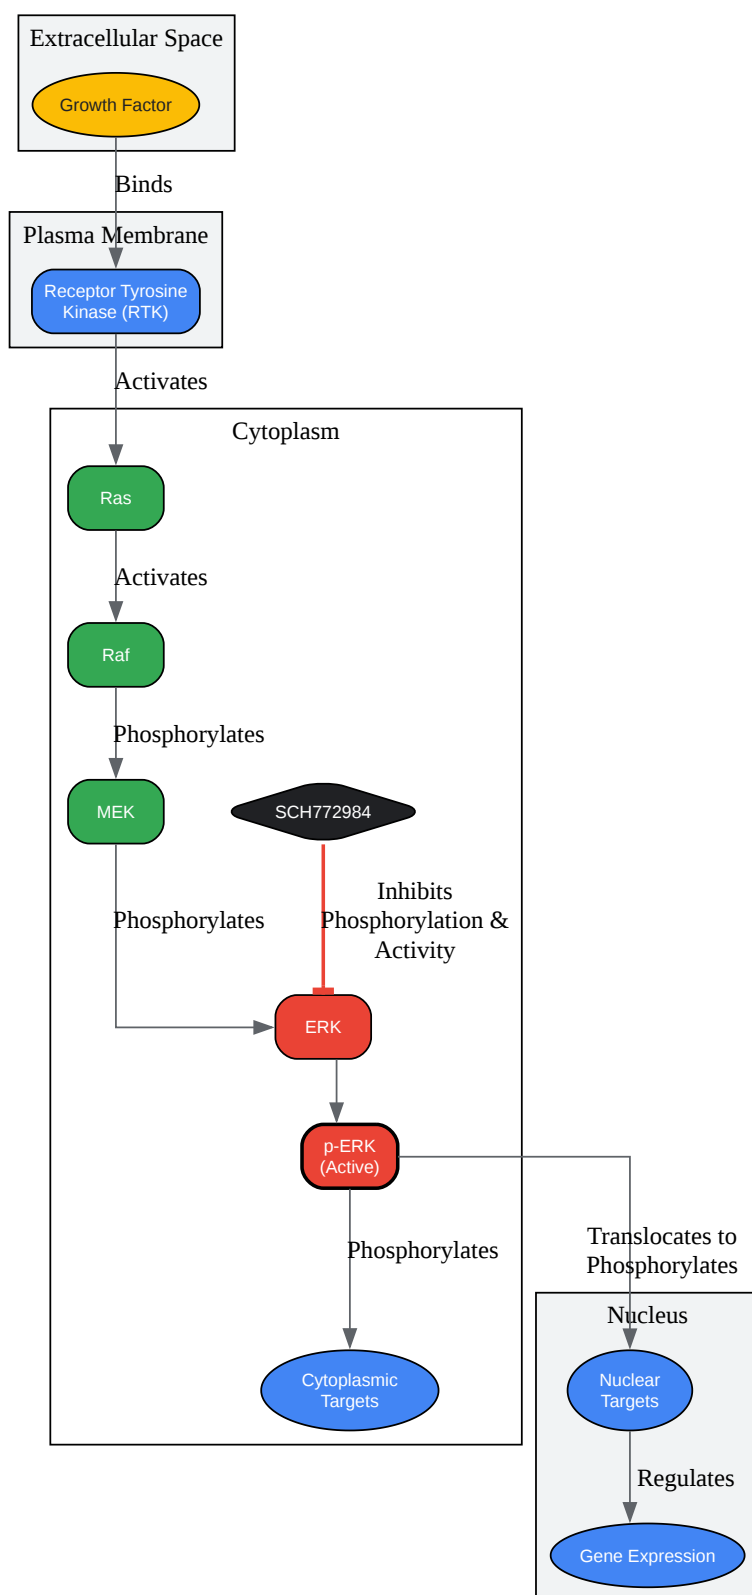 Extracellular Space
Growth Factor
Binds
Plasma Membrane
Receptor Tyrosine
Kinase (RTK)
Activates
Cytoplasm
Ras
Activates
Raf
Phosphorylates
MEK
SCH772984
Phosphorylates
Inhibits
Phosphorylation &
Activity
ERK
p-ERK
(Active)
Phosphorylates
Translocates to
Phosphorylates
Nucleus
Cytoplasmic
Targets
Nuclear
Targets
Regulates
Gene Expression